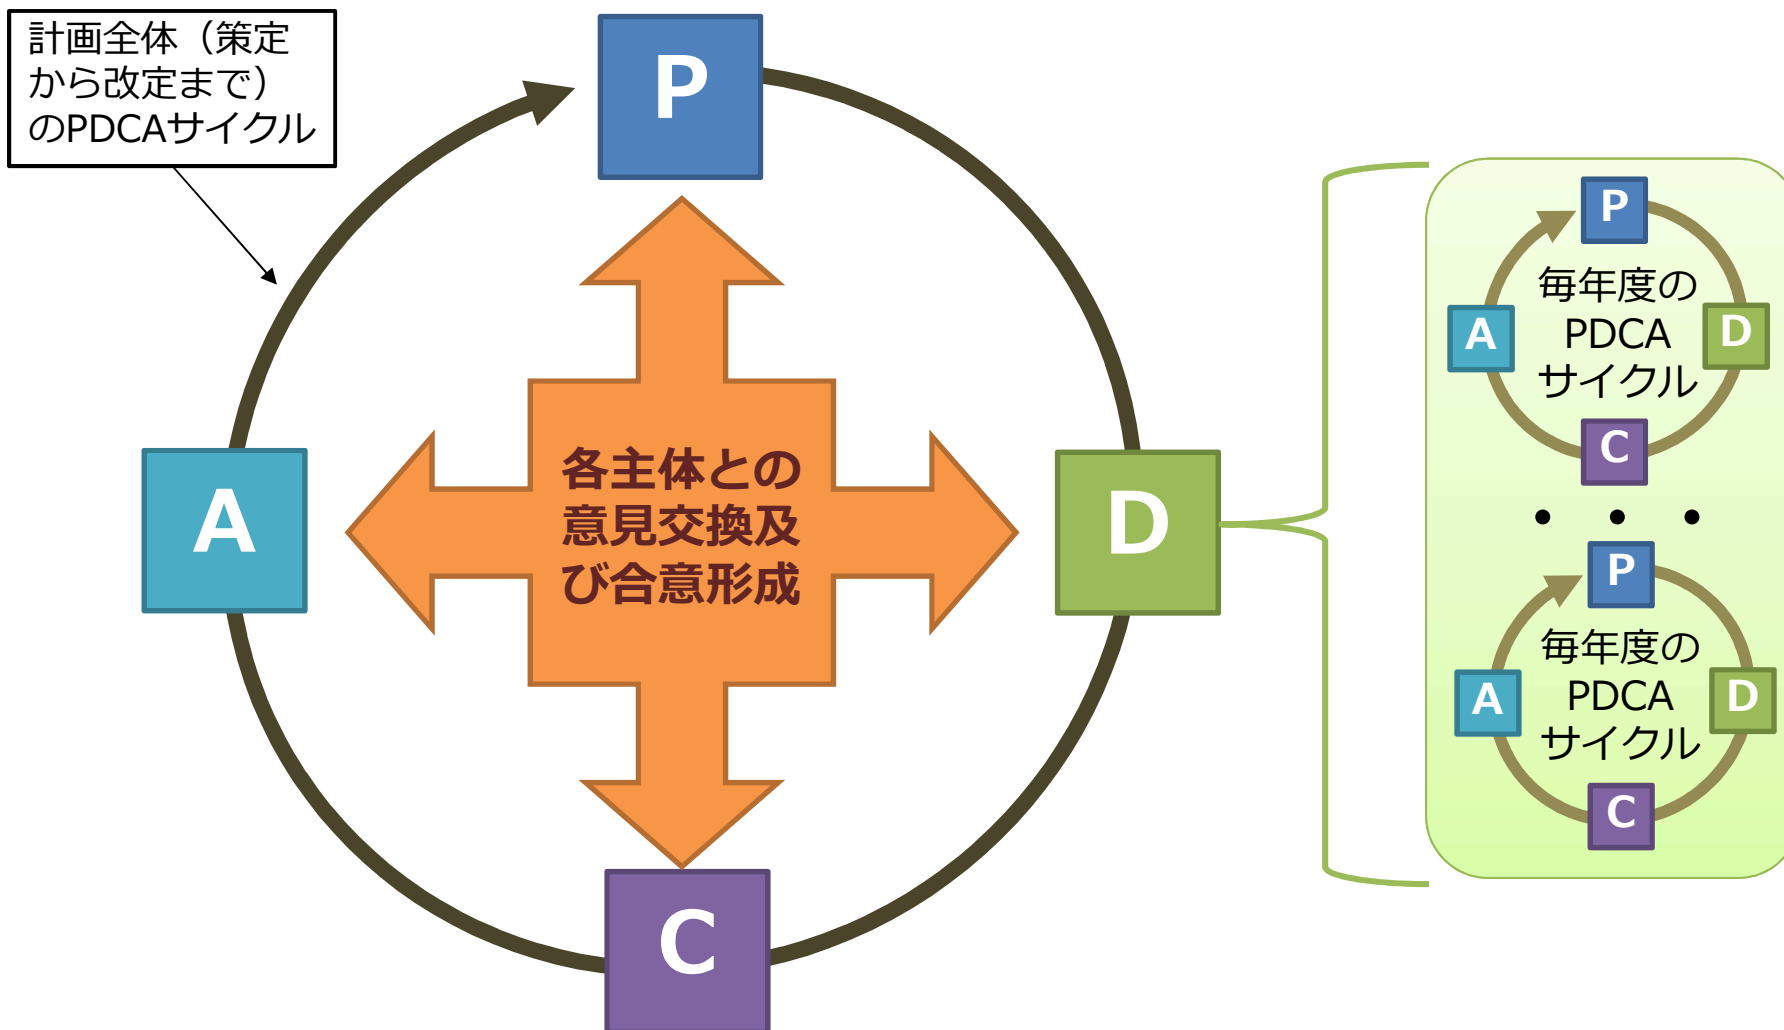 計画全体（策定
から改定まで）
のPDCAサイクル
P
A
各主体との
意見交換及
び合意形成
D
C
P
毎年度の
PDCA
サイクル
A
D
C
・・・
P
毎年度の
PDCA
サイクル
A
D
C